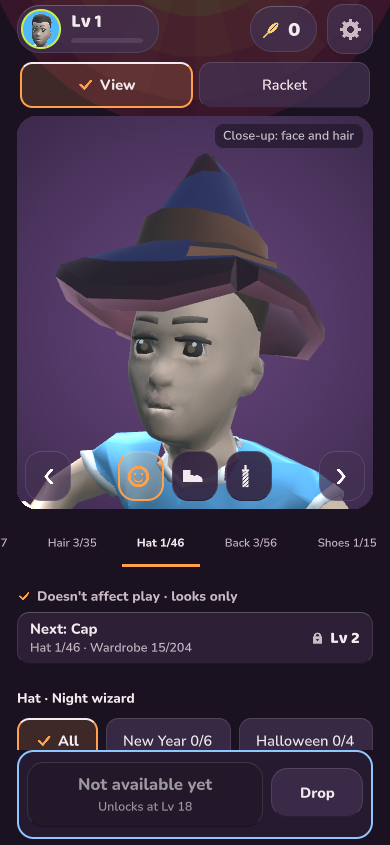 Lv 1
0
View
Racket
Close-up: face and hair
7
Hair 3/35
Hat 1/46
Back 3/56
Shoes 1/15
Doesn't affect play · looks only
Next: Cap
Hat 1/46 · Wardrobe 15/204
Lv 2
Hat · Night wizard
All
New Year 0/6
Halloween 0/4
Not available yet
Unlocks at Lv 18
Drop